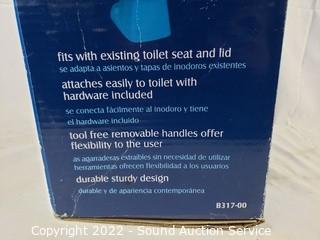 fits with existing toilet seat and lid
se adapta a asientos y tapas de inodoros existentes
attaches easily to toilet with
hardware included
se conecta fácilmente al inodoro y tiene
el hardware incluido
tool free removable handles offer
flexibility to the user
las agarraderas extraíbles sin necesidad de utilizar
herramientas ofrecen flexibilidad a los usuarios
durable sturdy design
durable y de apariencia contemporánea
B317-00
Copyright 2022 - Sound Auction Service